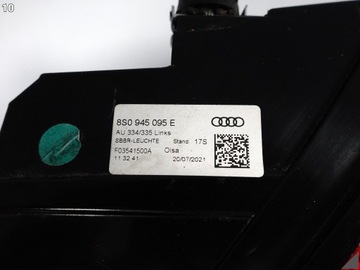 10
8S0 945 095 E
AU 334/335 Links
SBBR-LEUCHTE Stand: 17S
F03541500A Olsa
11:32:41 20/07/2021